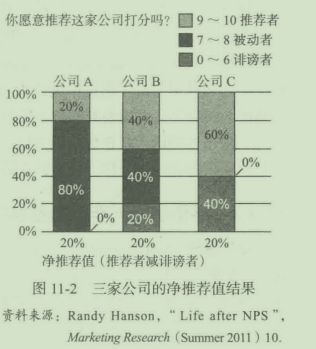 你愿意推荐这家公司打分吗? 9～10 推荐者
7～8 被动者
0～6 诽谤者
公司 A 公司 B 公司 C
100%
80%
60%
40%
20%
0%
20%
80%
0%
40%
40%
20%
60%
0%
40%
20% 20% 20%
净推荐值（推荐者减诽谤者）
图 11-2 三家公司的净推荐值结果
资料来源：Randy Hanson，“Life after NPS”，
Marketing Research（Summer 2011）10.